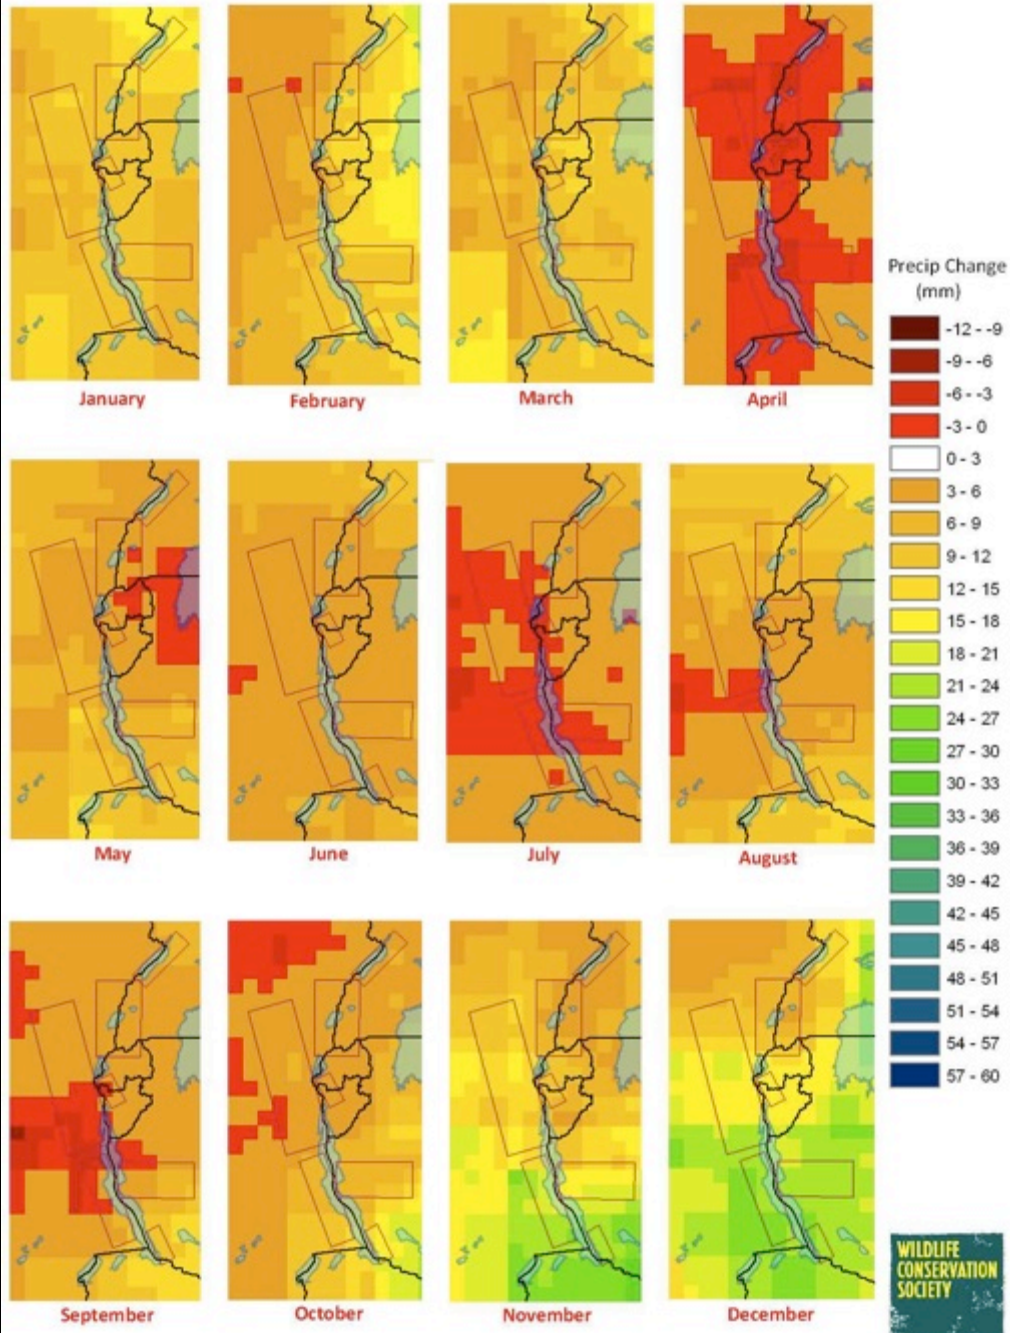 January
February
March
April
Precip Change
(mm)
-12 - -9
-9 - -6
-6 - -3
-3 - 0
0 - 3
3 - 6
6 - 9
9 - 12
12 - 15
15 - 18
18 - 21
21 - 24
24 - 27
27 - 30
30 - 33
33 - 36
36 - 39
39 - 42
42 - 45
45 - 48
48 - 51
51 - 54
54 - 57
57 - 60
May
June
July
August
September
October
November
December
WILDLIFE
CONSERVATION
SOCIETY